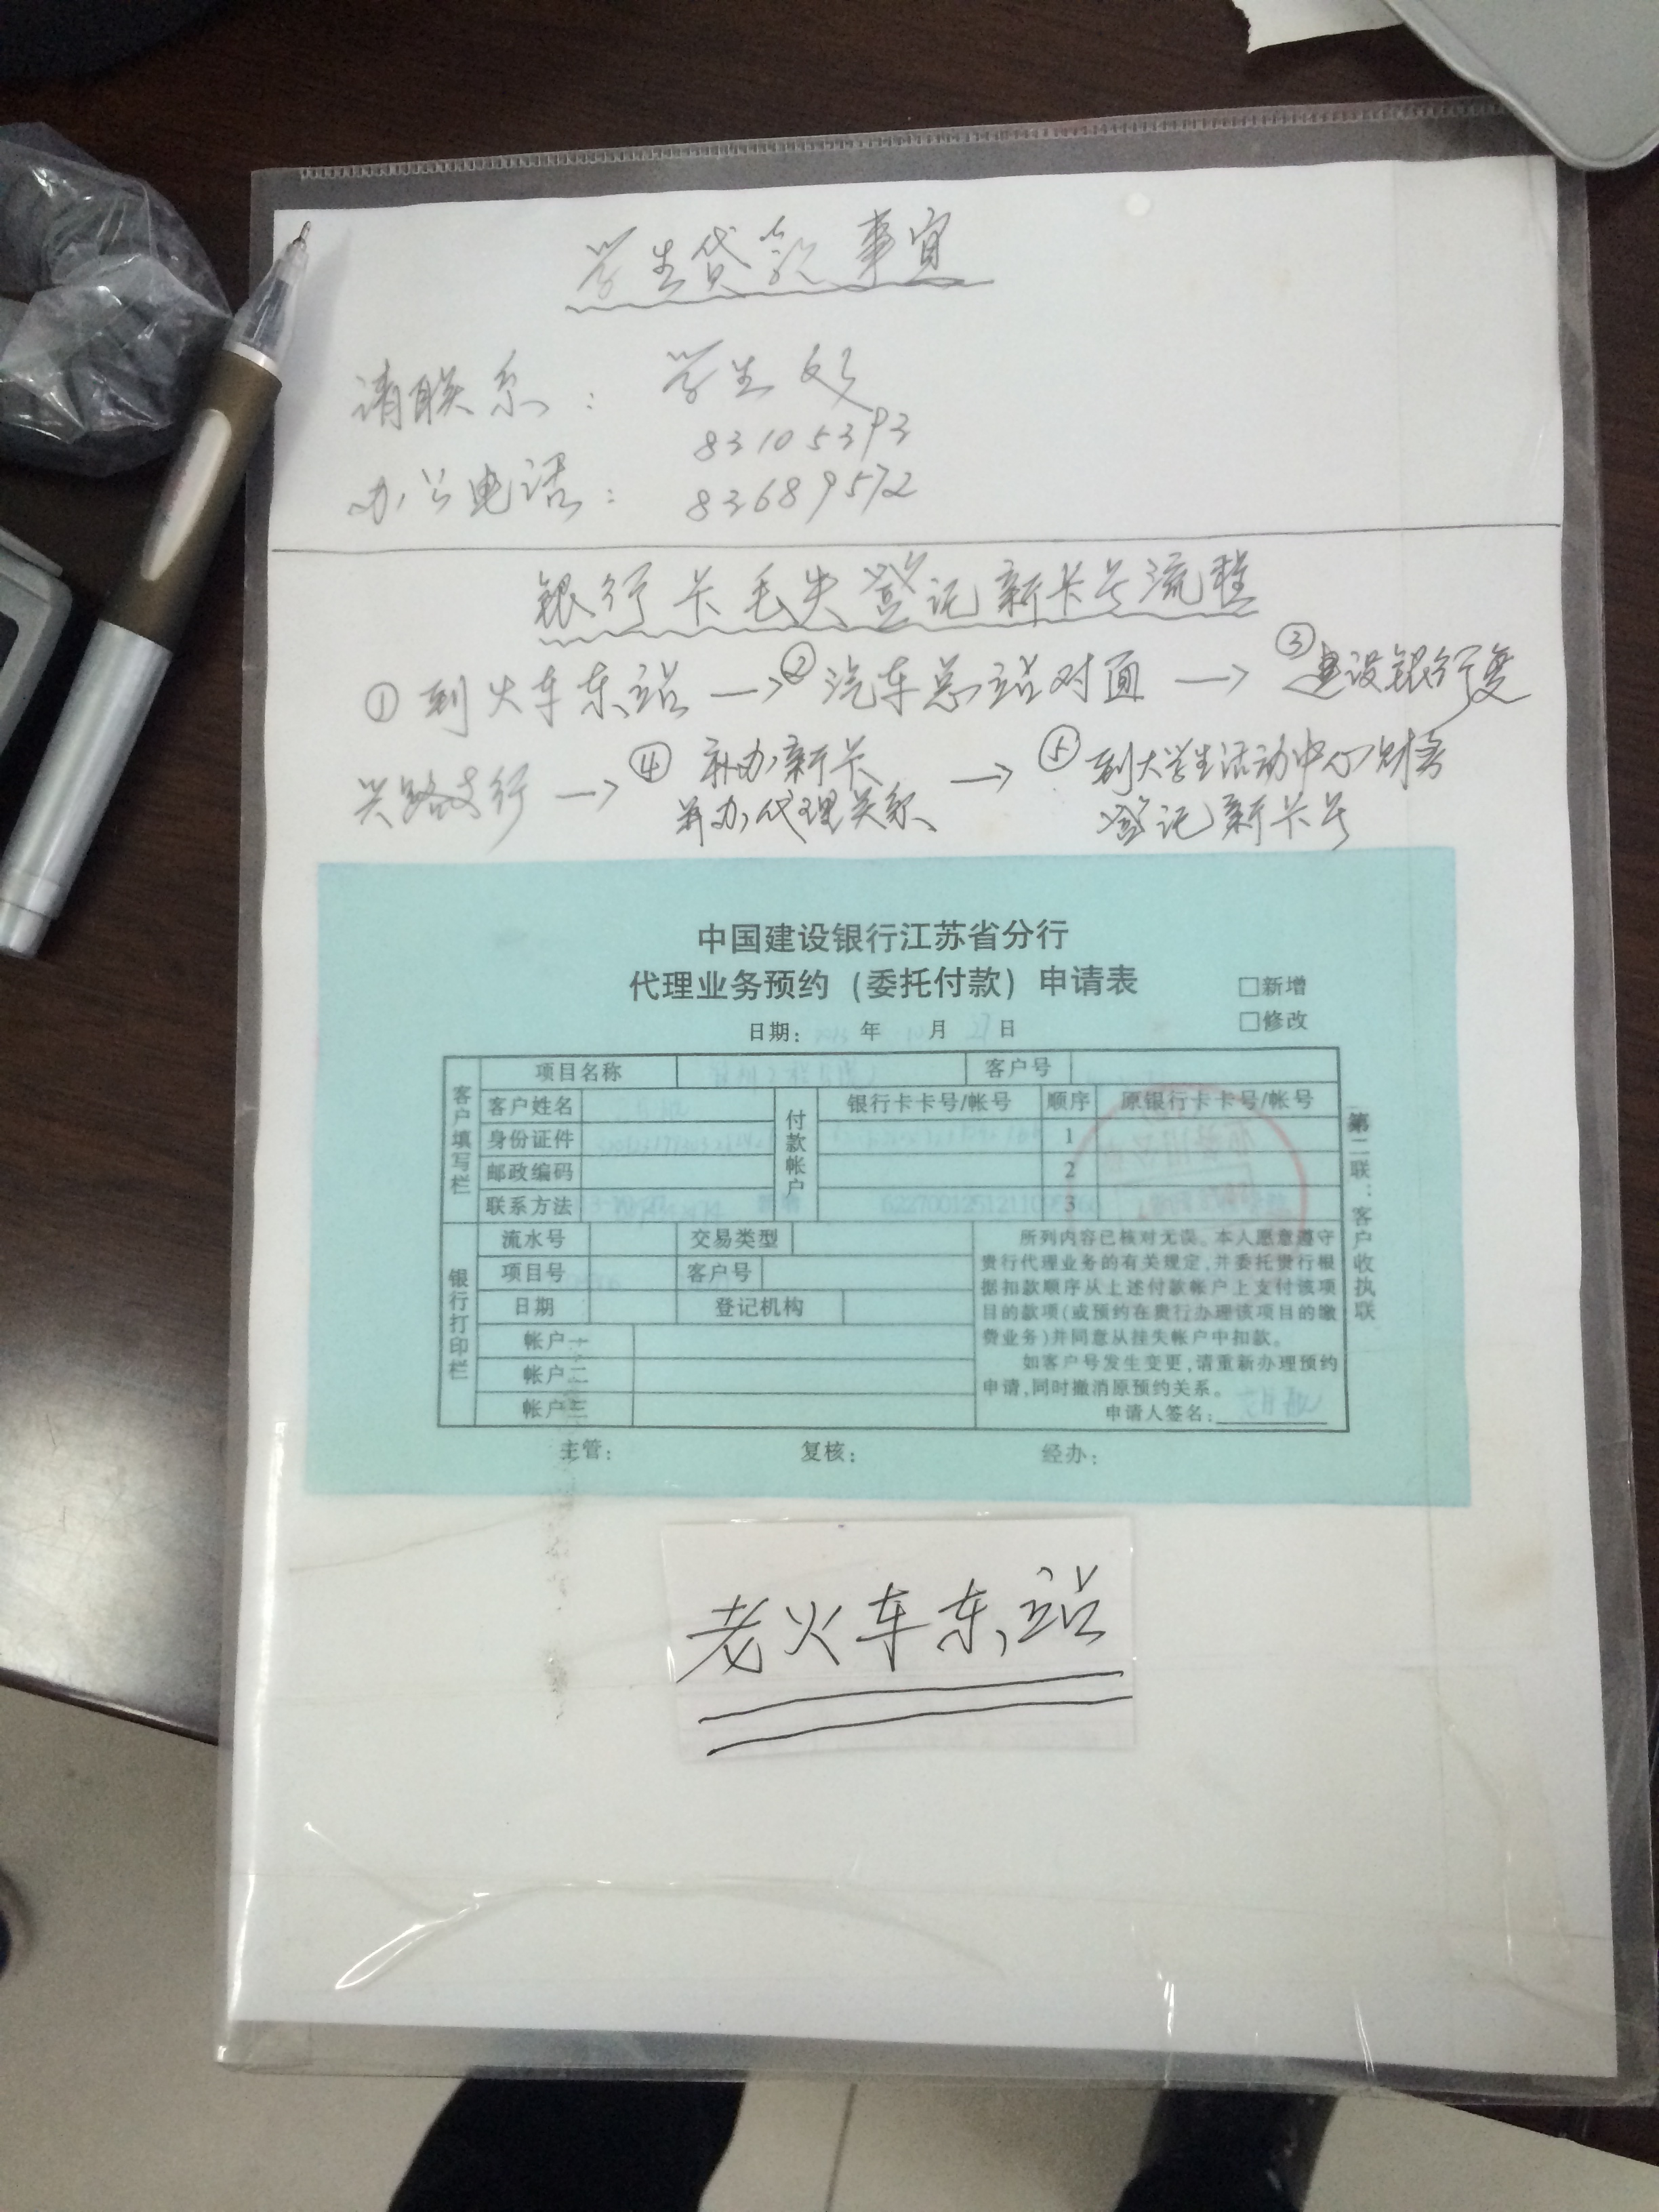 学生贷款事宜
请联系：学生处
83105393
办公电话：83689572
银行卡毛失登记新卡号流程
①到火车东站→②汽车总站对面→③建设银行复
兴路支行→④补办新卡
并办代理关系→⑤到大学生活动中心财务
登记新卡号
中国建设银行江苏省分行
代理业务预约（委托付款）申请表
□新增
□修改
日期： 年 月 日
项目名称 客户号
客户填写栏
客户姓名
身份证件
邮政编码
联系方法
付款帐户
银行卡卡号/帐号 顺序 原银行卡卡号/帐号
1
2
3
第二联：客户收执联
银行打印栏
流水号 交易类型
项目号 客户号
日期 登记机构
帐户一
帐户二
帐户三
所列内容已核对无误。本人愿意遵守
贵行代理业务的有关规定，并委托贵行根
据扣款顺序从上述付款帐户上支付该项
目的款项（或预约在贵行办理该项目的缴
费业务）并同意从挂失帐户中扣款。
如客户号发生变更，请重新办理预约
申请，同时撤消原预约关系。
申请人签名：
主管： 复核： 经办：
老火车东站